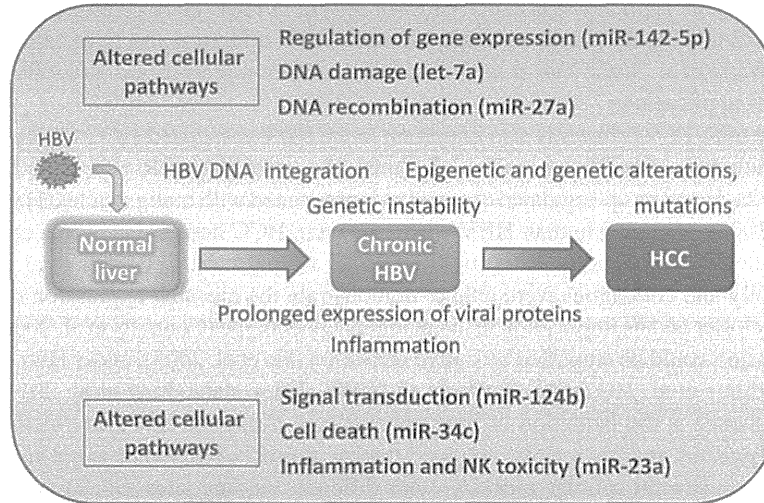 Altered cellular
pathways
Regulation of gene expression (miR-142-5p)
DNA damage (let-7a)
DNA recombination (miR-27a)
HBV
HBV DNA integration
Genetic instability
Epigenetic and genetic alterations,
mutations
Normal
liver
Chronic
HBV
HCC
Prolonged expression of viral proteins
Inflammation
Altered cellular
pathways
Signal transduction (miR-124b)
Cell death (miR-34c)
Inflammation and NK toxicity (miR-23a)